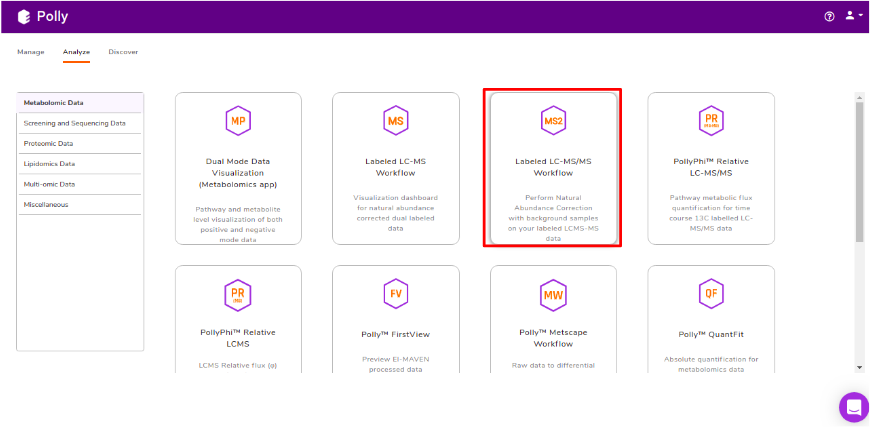 Polly
Manage Analyze Discover
Metabolomic Data
Screening and Sequencing Data
Proteomic Data
Lipidomics Data
Multi-omic Data
Miscellaneous
MP
Dual Mode Data
Visualization
(Metabolomics app)
Pathway and metabolite
level visualization of both
positive and negative
mode data
MS
Labeled LC-MS
Workflow
Visualization dashboard
for natural abundance
corrected dual labeled
data
MS2
Labeled LC-MS/MS
Workflow
Perform Natural
Abundance Correction
with background samples
on your labeled LCMS-MS
data
PR
PollyPhi™ Relative
LC-MS/MS
Pathway metabolic flux
quantification for time
course 13C labelled LC-
MS/MS data
PR
PollyPhi™ Relative
LCMS
LCMS Relative flux (φ)
FV
Polly™ FirstView
Preview El-MAVEN
processed data
MW
Polly™ Metscape
Workflow
Raw data to differential
QF
Polly™ QuantFit
Absolute quantification for
metabolomics data